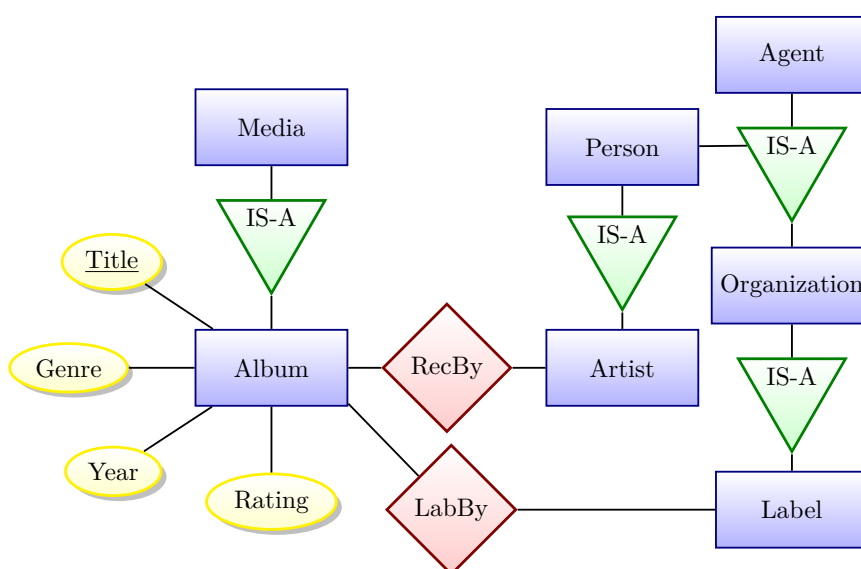 Agent
Media
Person
IS-A
IS-A
IS-A
Title
Organization
Genre
Album
RecBy
Artist
IS-A
Year
Rating
LabBy
Label